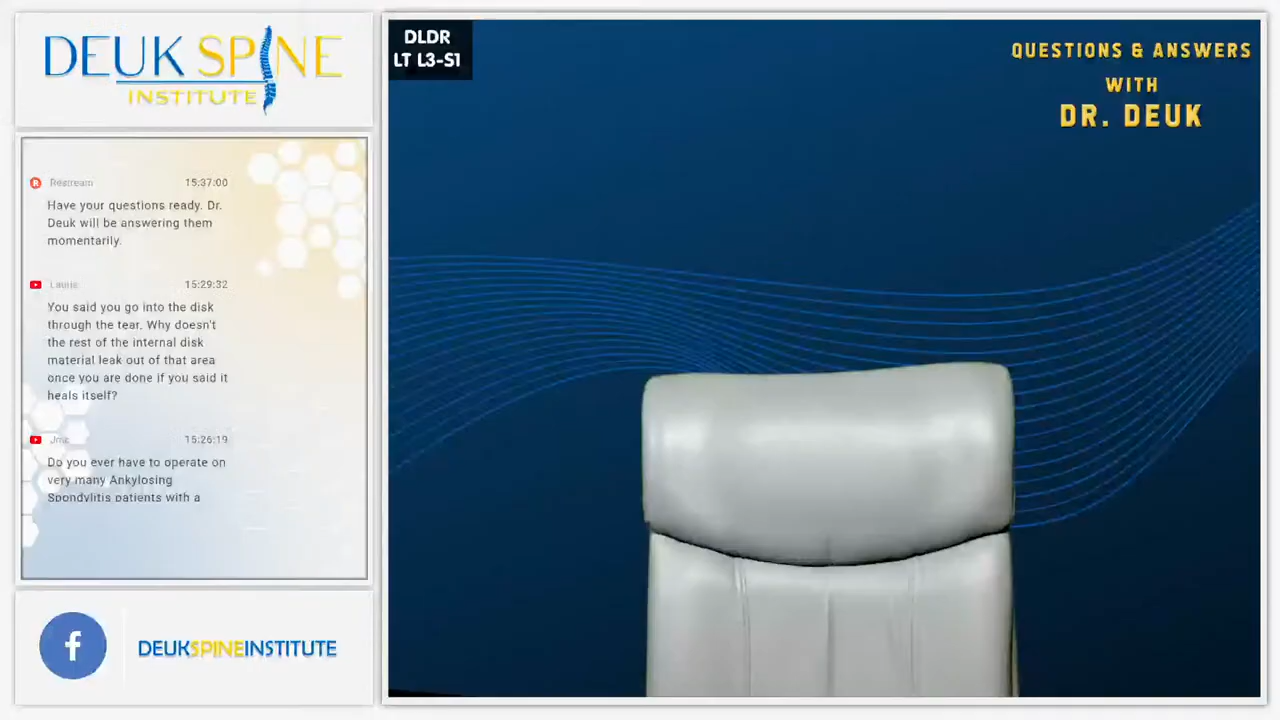 DEUK SPINE
INSTITUTE
DLDR
LT L3-S1
QUESTIONS & ANSWERS
WITH
DR. DEUK
Restream 15:37:00
Have your questions ready. Dr.
Deuk will be answering them
momentarily.
Laurie 15:29:32
You said you go into the disk
through the tear. Why doesn't
the rest of the internal disk
material leak out of that area
once you are done if you said it
heals itself?
15:26:19
Do you ever have to operate on
very many Ankylosing
Spondylitis patients with a
f
DEUKSPINEINSTITUTE